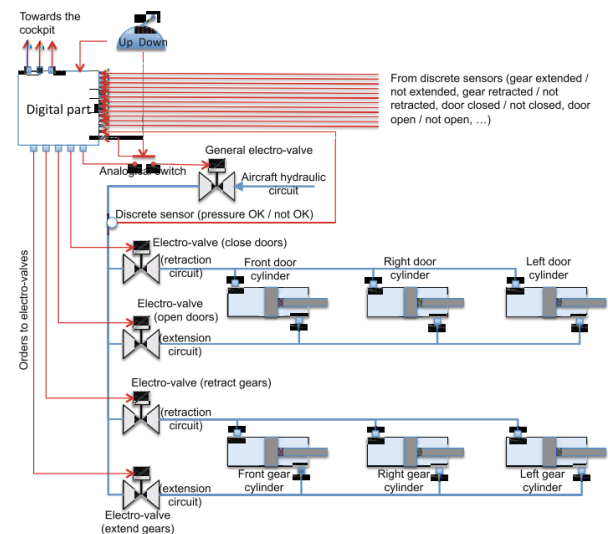 Towards the
cockpit
Up Down
Digital part
From discrete sensors (gear extended /
not extended, gear retracted / not
retracted, door closed / not closed, door
open / not open, ...)
General electro-valve
Analogical switch
Aircraft hydraulic
circuit
Discrete sensor (pressure OK / not OK)
Orders to electro-valves
Electro-valve (close doors)
(retraction
circuit)
Front door
cylinder
Right door
cylinder
Left door
cylinder
Electro-valve
(open doors)
(extension
circuit)
Electro-valve (retract gears)
(retraction
circuit)
Front gear
cylinder
Right gear
cylinder
Left gear
cylinder
(extension
circuit)
Electro-valve
(extend gears)